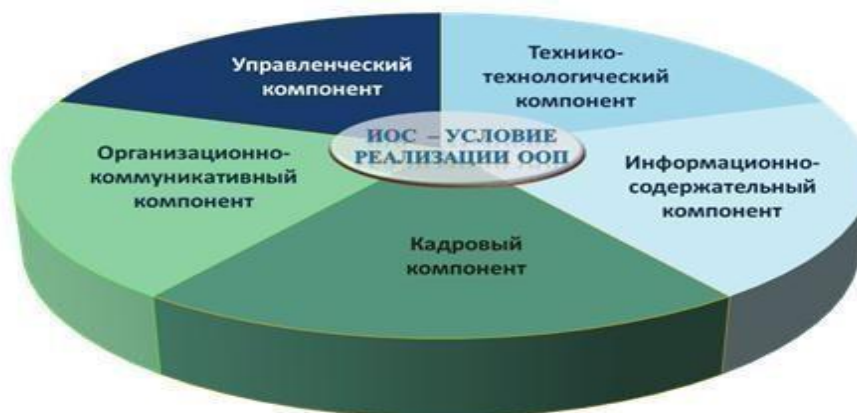 Управленческий
компонент
Технико-
технологический
компонент
ИОС – УСЛОВИЕ
РЕАЛИЗАЦИИ ООП
Организационно-
коммуникативный
компонент
Информационно-
содержательный
компонент
Кадровый
компонент